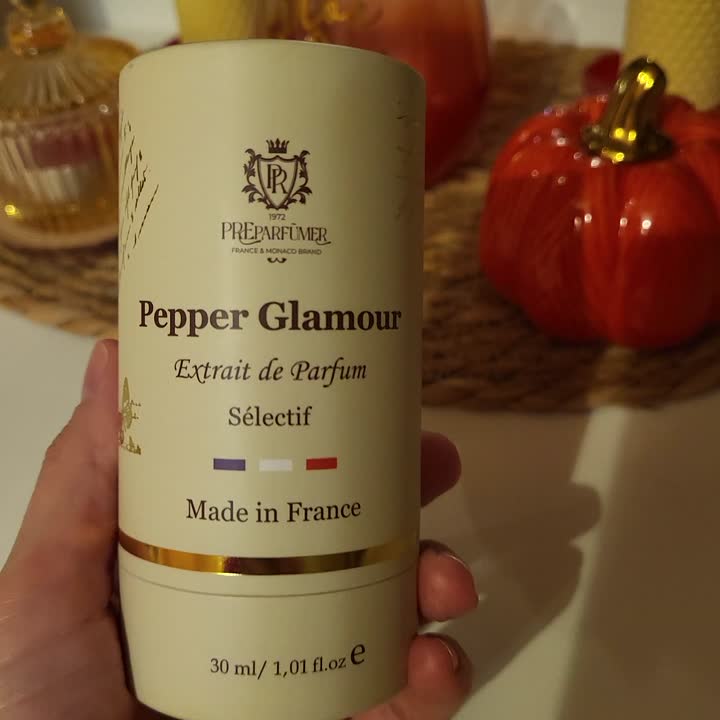 PR
1972
PREPARFŪMER
FRANCE & MONACO BRAND
Pepper Glamour
Extrait de Parfum
Sélectif
Made in France
30 ml/ 1,01 fl.oz e